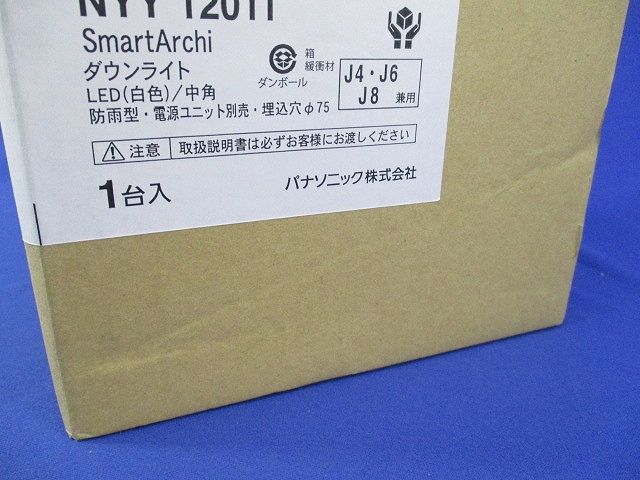 NYY 12011
SmartArchi
ダウンライト
LED(白色)/中角
防雨型・電源ユニット別売・埋込穴φ75
ダンボール
箱
緩衝材
J4・J6
J8 兼用
注意 取扱説明書は必ずお客様にお渡しください
1台入
パナソニック株式会社